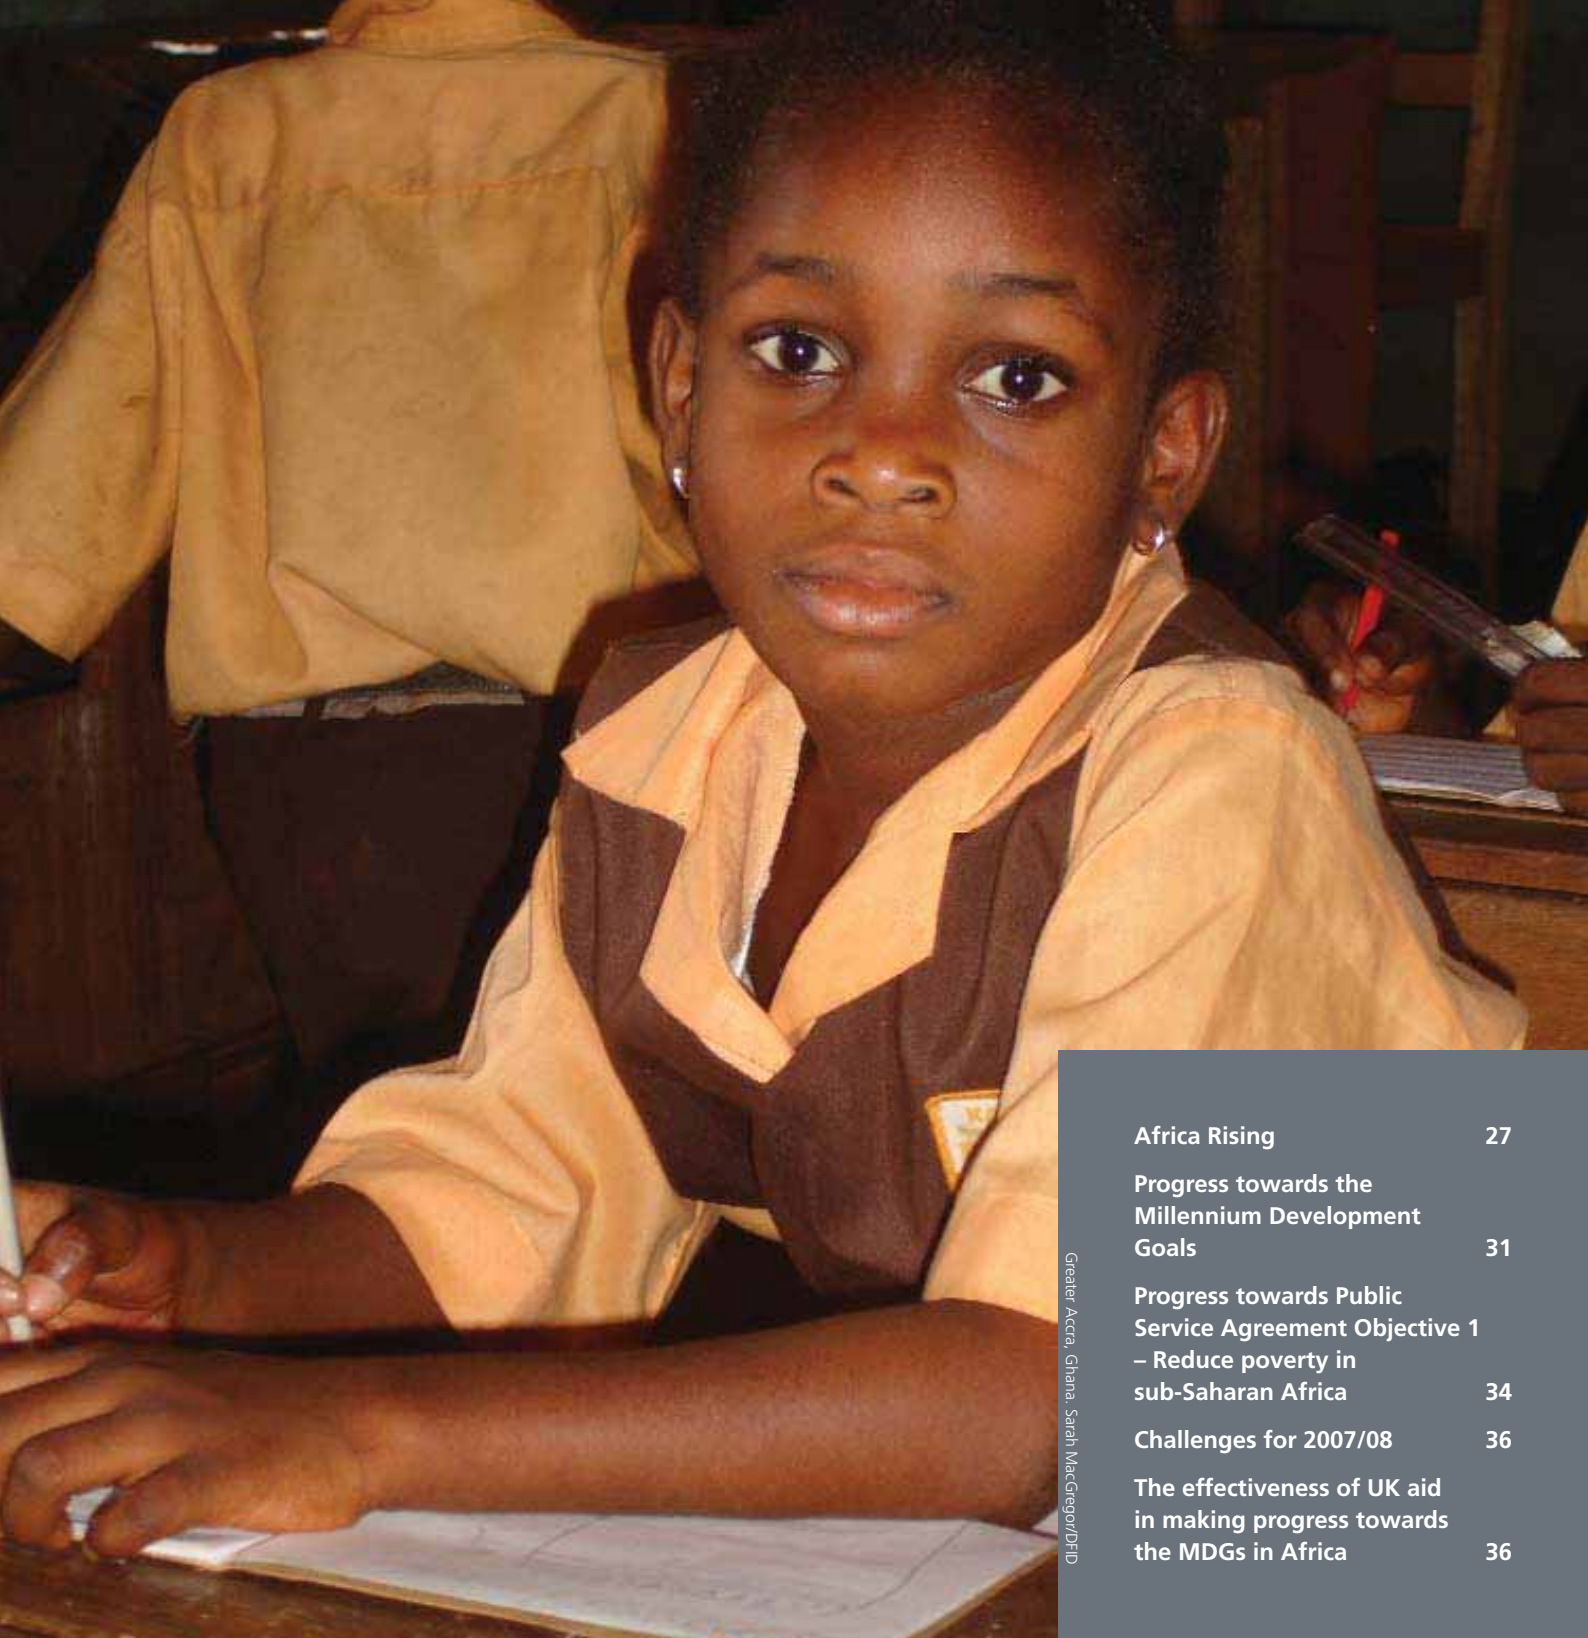 Africa Rising 27
Progress towards the
Millennium Development
Goals 31
Progress towards Public
Service Agreement Objective 1
– Reduce poverty in
sub-Saharan Africa 34
Challenges for 2007/08 36
The effectiveness of UK aid
in making progress towards
the MDGs in Africa 36
Greater Accra, Ghana. Sarah MacGregor/DFID